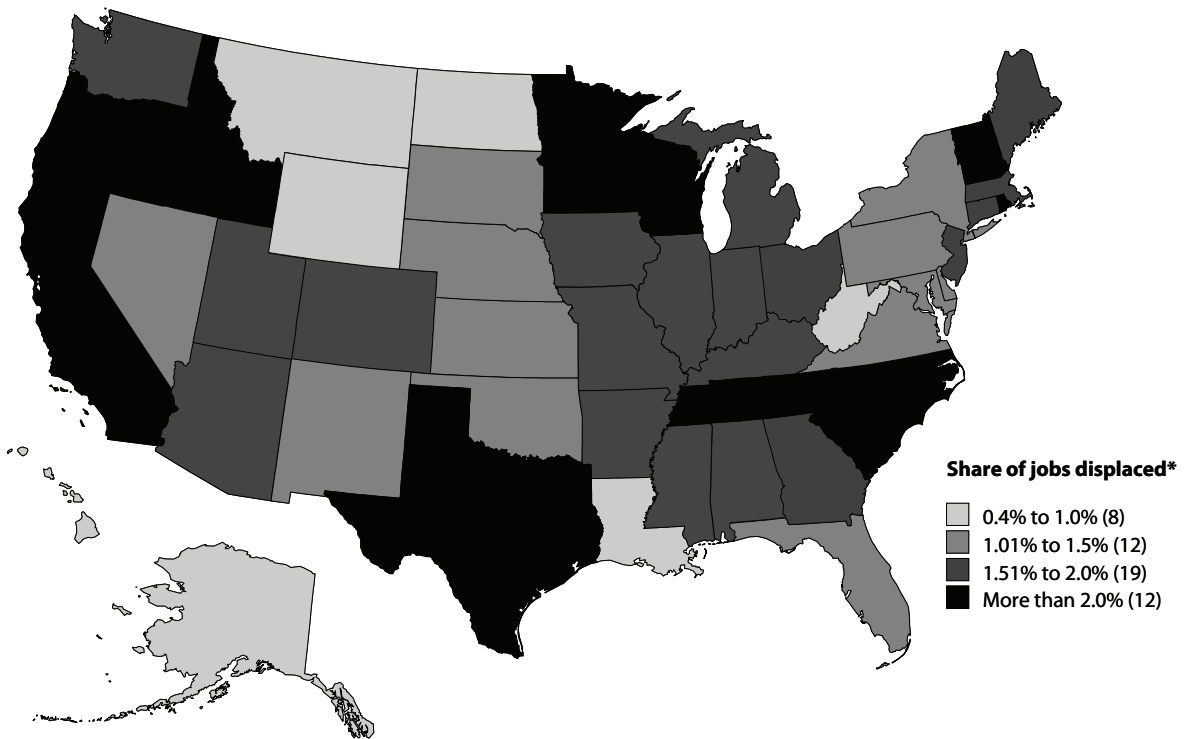 Share of jobs displaced*
0.4% to 1.0% (8)
1.01% to 1.5% (12)
1.51% to 2.0% (19)
More than 2.0% (12)